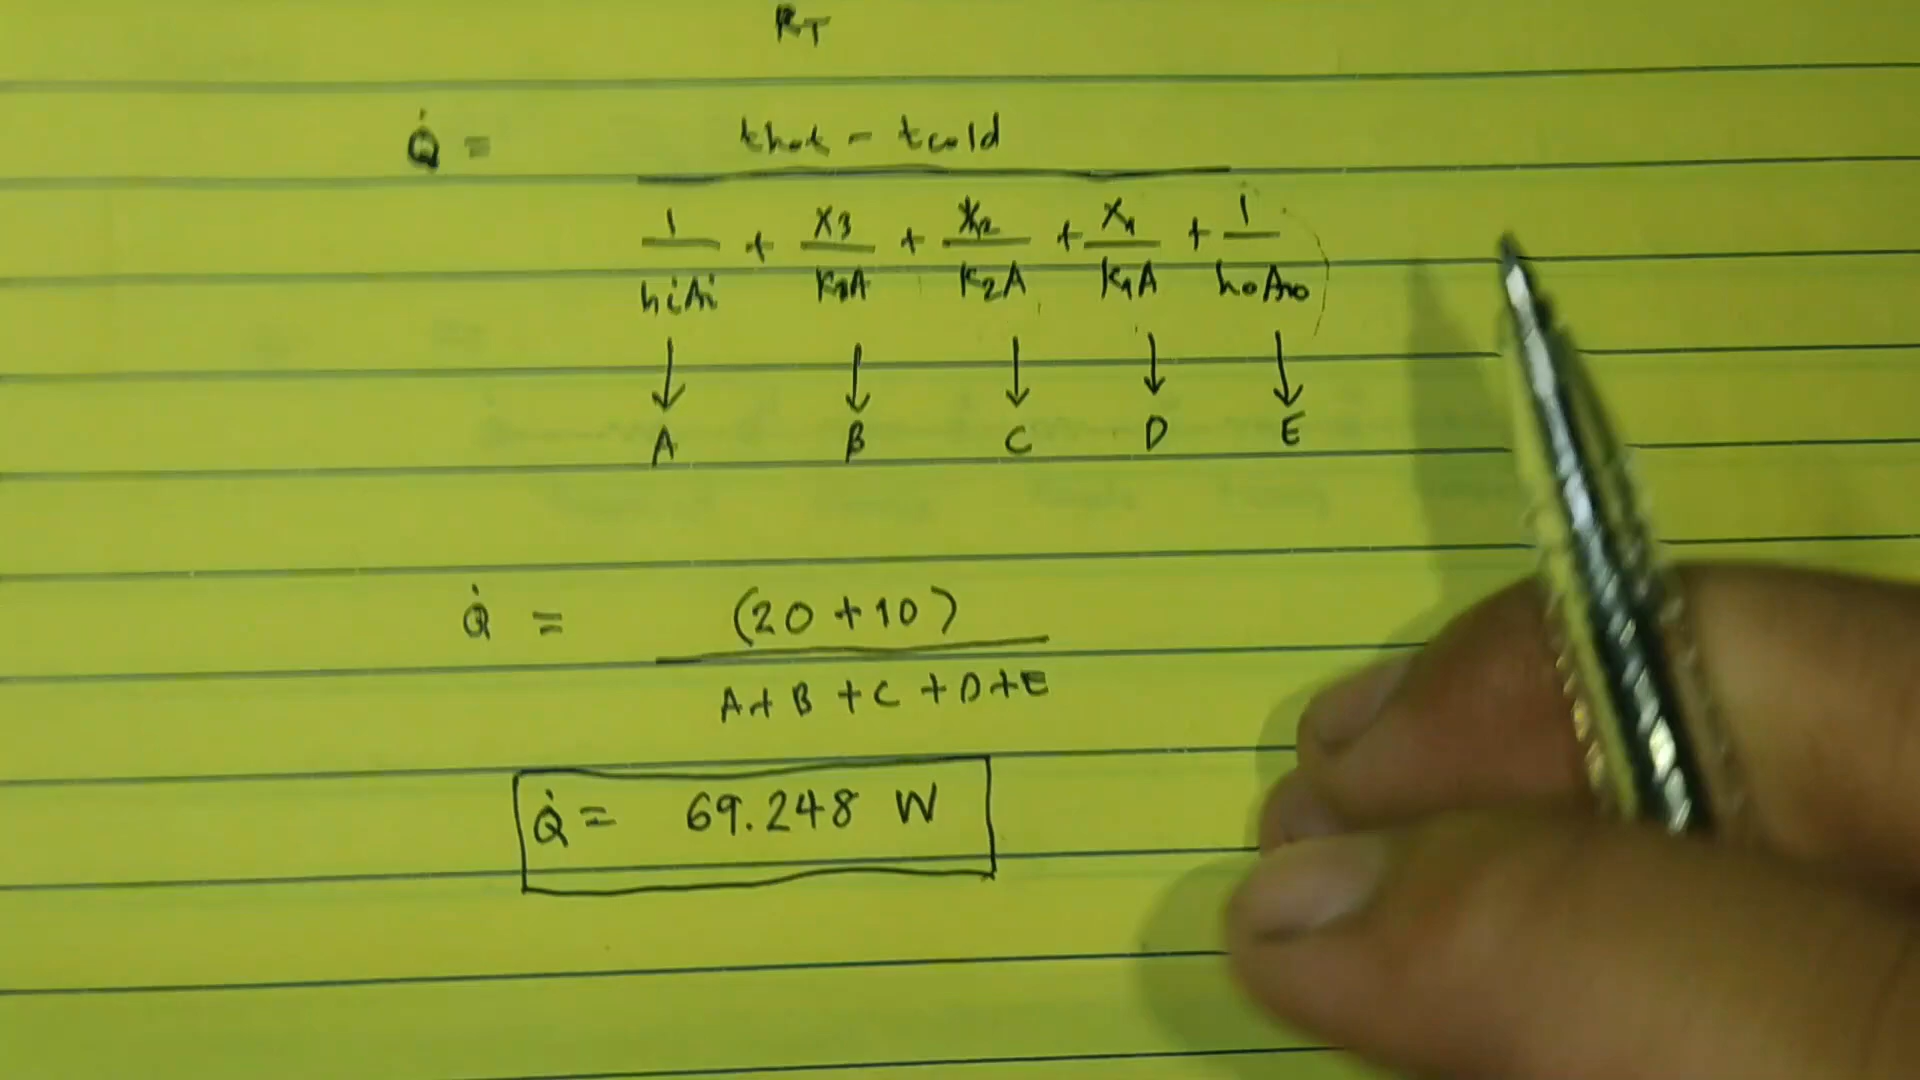 RT
Q̇ = thot - tcold
1 + x3 + x2 + x1 + 1
hiAi k3A k2A k1A hoAo
↓ ↓ ↓ ↓ ↓
A B C D E
Q̇ = (20 + 10)
A + B + C + D + E
Q̇ = 69.248 W